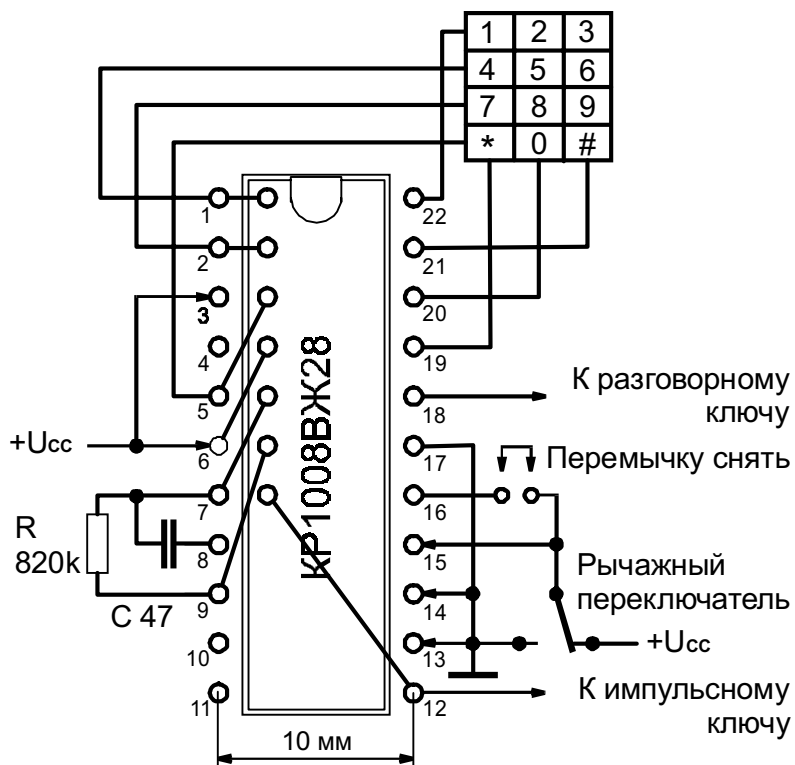 1 2 3
4 5 6
7 8 9
* 0 #
1
22
2
21
3
20
4
19
5
18
6
17
7
16
8
15
9
14
10
13
11
12
КР1008ВЖ28
+Ucc
R
820k
C 47
К разговорному
ключу
Перемычку снять
Рычажный
переключатель
+Ucc
К импульсному
ключу
10 мм